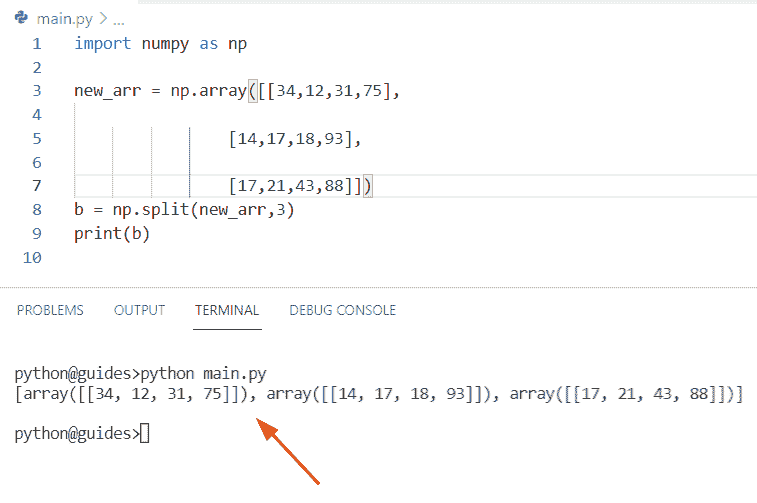 main.py > ...
1 import numpy as np
2
3 new_arr = np.array([[34,12,31,75],
4
5 [14,17,18,93],
6
7 [17,21,43,88]])
8 b = np.split(new_arr,3)
9 print(b)
10
PROBLEMS OUTPUT TERMINAL DEBUG CONSOLE
python@guides>python main.py
[array([[34, 12, 31, 75]]), array([[14, 17, 18, 93]]), array([[17, 21, 43, 88]])]
python@guides>